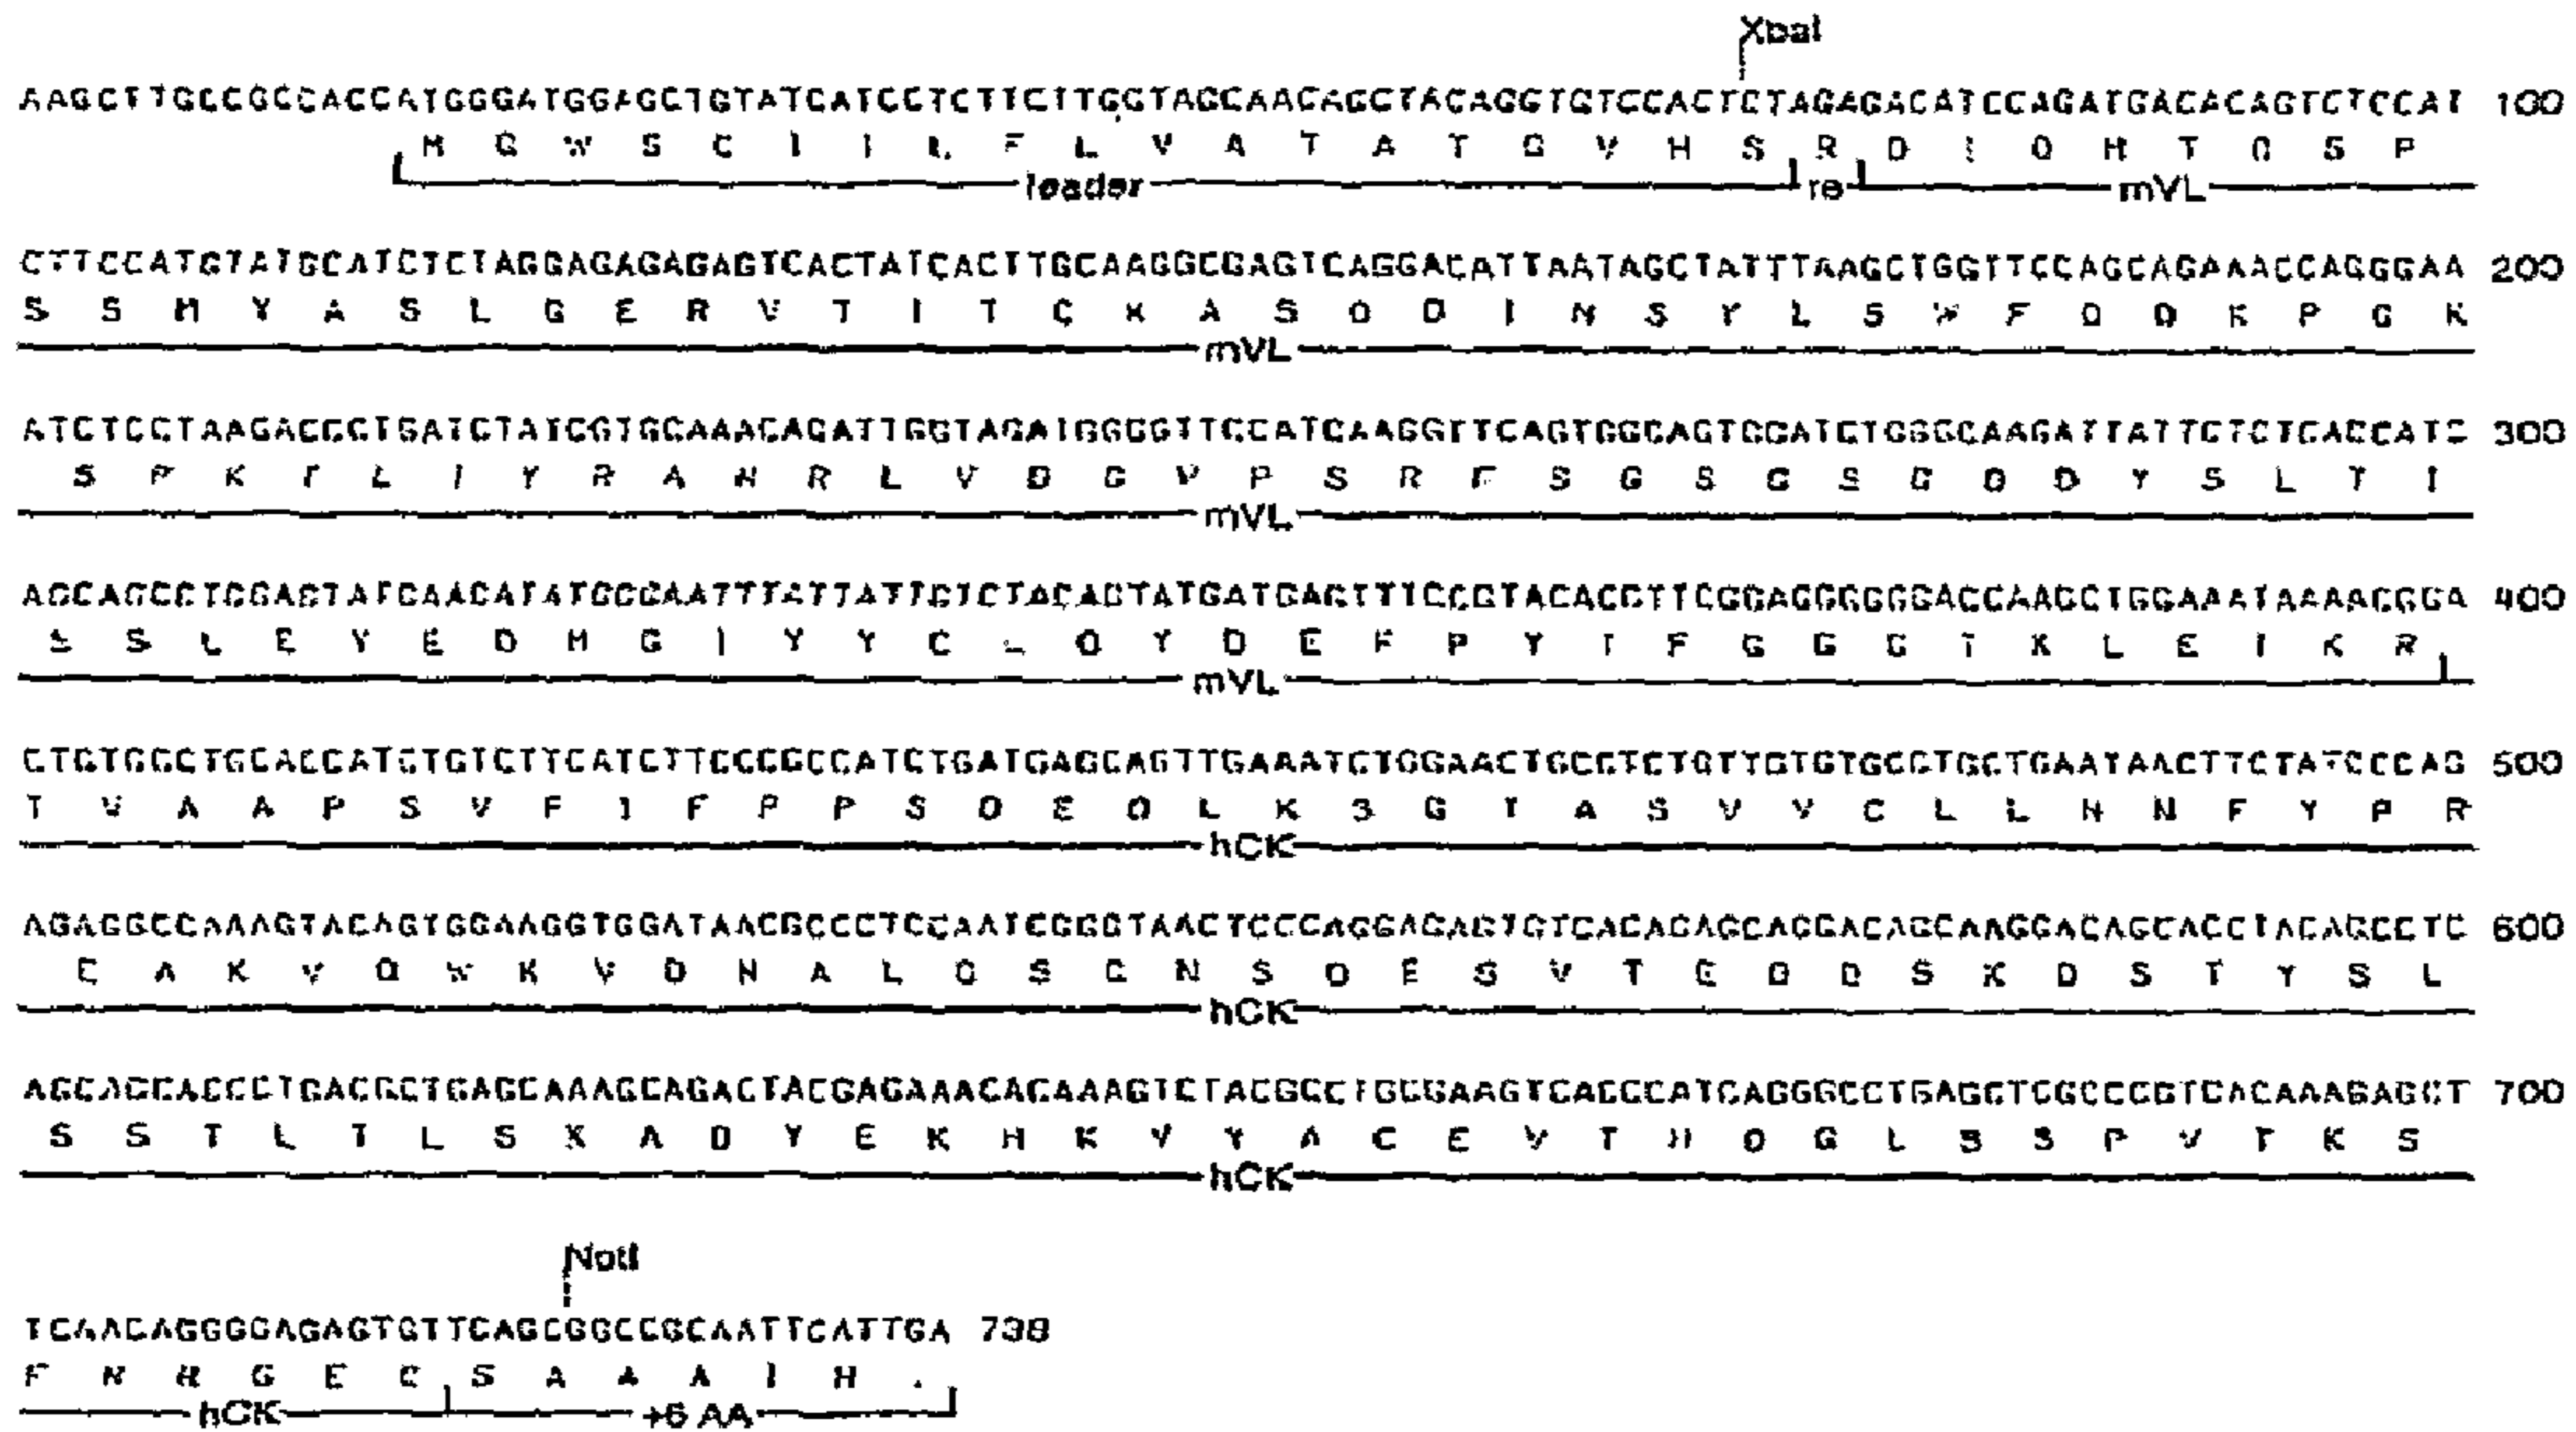 XbaI
AAGCTTGCCGCCACCATGGGATGGAGCTGTATCATCCTCTTCTTGGTAGCAACAGCTACAGGTGTCCACTCTAGAGACATCCAGATGACACAGTCTCCAT 100
M G W S C I I L F L V A T A T G V H S R D I Q M T Q S P
leader re mVL
CTTCCATGTATGCATCTCTAGGAGAGAGAGTCACTATCACTTGCAAGGCGAGTCAGGACATTAATAGCTATTTAAGCTGGTTCCAGCAGAAACCAGGGAA 200
S S M Y A S L G E R V T I T C K A S Q D I N S Y L S W F Q Q K P G K
mVL
ATCTCCTAAGACCCTGATCTATCGTGCAAACAGATTGGTAGATGGGGTTCCATCAAGGTTCAGTGGCAGTGGATCTGGGCAAGATTATTCTCTCACCATC 300
S P K T L I Y R A N R L V D G V P S R F S G S G S G Q D Y S L T I
mVL
AGCAGCCTGGAGTATGAAGATATGGGAATTTATTATTGTCTACAGTATGATGAGTTTCCGTACACGTTCGGAGGGGGGACCAAGCTGGAAATAAAACGGA 400
S S L E Y E D M G I Y Y C L Q Y D E F P Y T F G G G T K L E I K R
mVL
CTGTGGCTGCACCATCTGTCTTCATCTTCCCGCCATCTGATGAGCAGTTGAAATCTGGAACTGCCTCTGTTGTGTGCCTGCTGAATAACTTCTATCCCAG 500
T V A A P S V F I F P P S D E Q L K S G T A S V V C L L N N F Y P R
hCK
AGAGGCCAAAGTACAGTGGAAGGTGGATAACGCCCTCCAATCGGGTAACTCCCAGGAGAGTGTCACAGAGCAGGACAGCAAGGACAGCACCTACAGCCTC 600
E A K V Q W K V D N A L Q S G N S Q E S V T E Q D S K D S T Y S L
hCK
AGCAGCACCCTGACGCTGAGCAAAGCAGACTACGAGAAACACAAAGTCTACGCCTGCGAAGTCACCCATCAGGGCCTGAGCTCGCCCGTCACAAAGAGCT 700
S S T L T L S K A D Y E K H K V Y A C E V T H Q G L S S P V T K S
hCK
NotI
TCAACAGGGGAGAGTGTTCAGCGGCCGCAATTCATTGA 738
F N R G E C S A A A I H .
hCK +6 AA